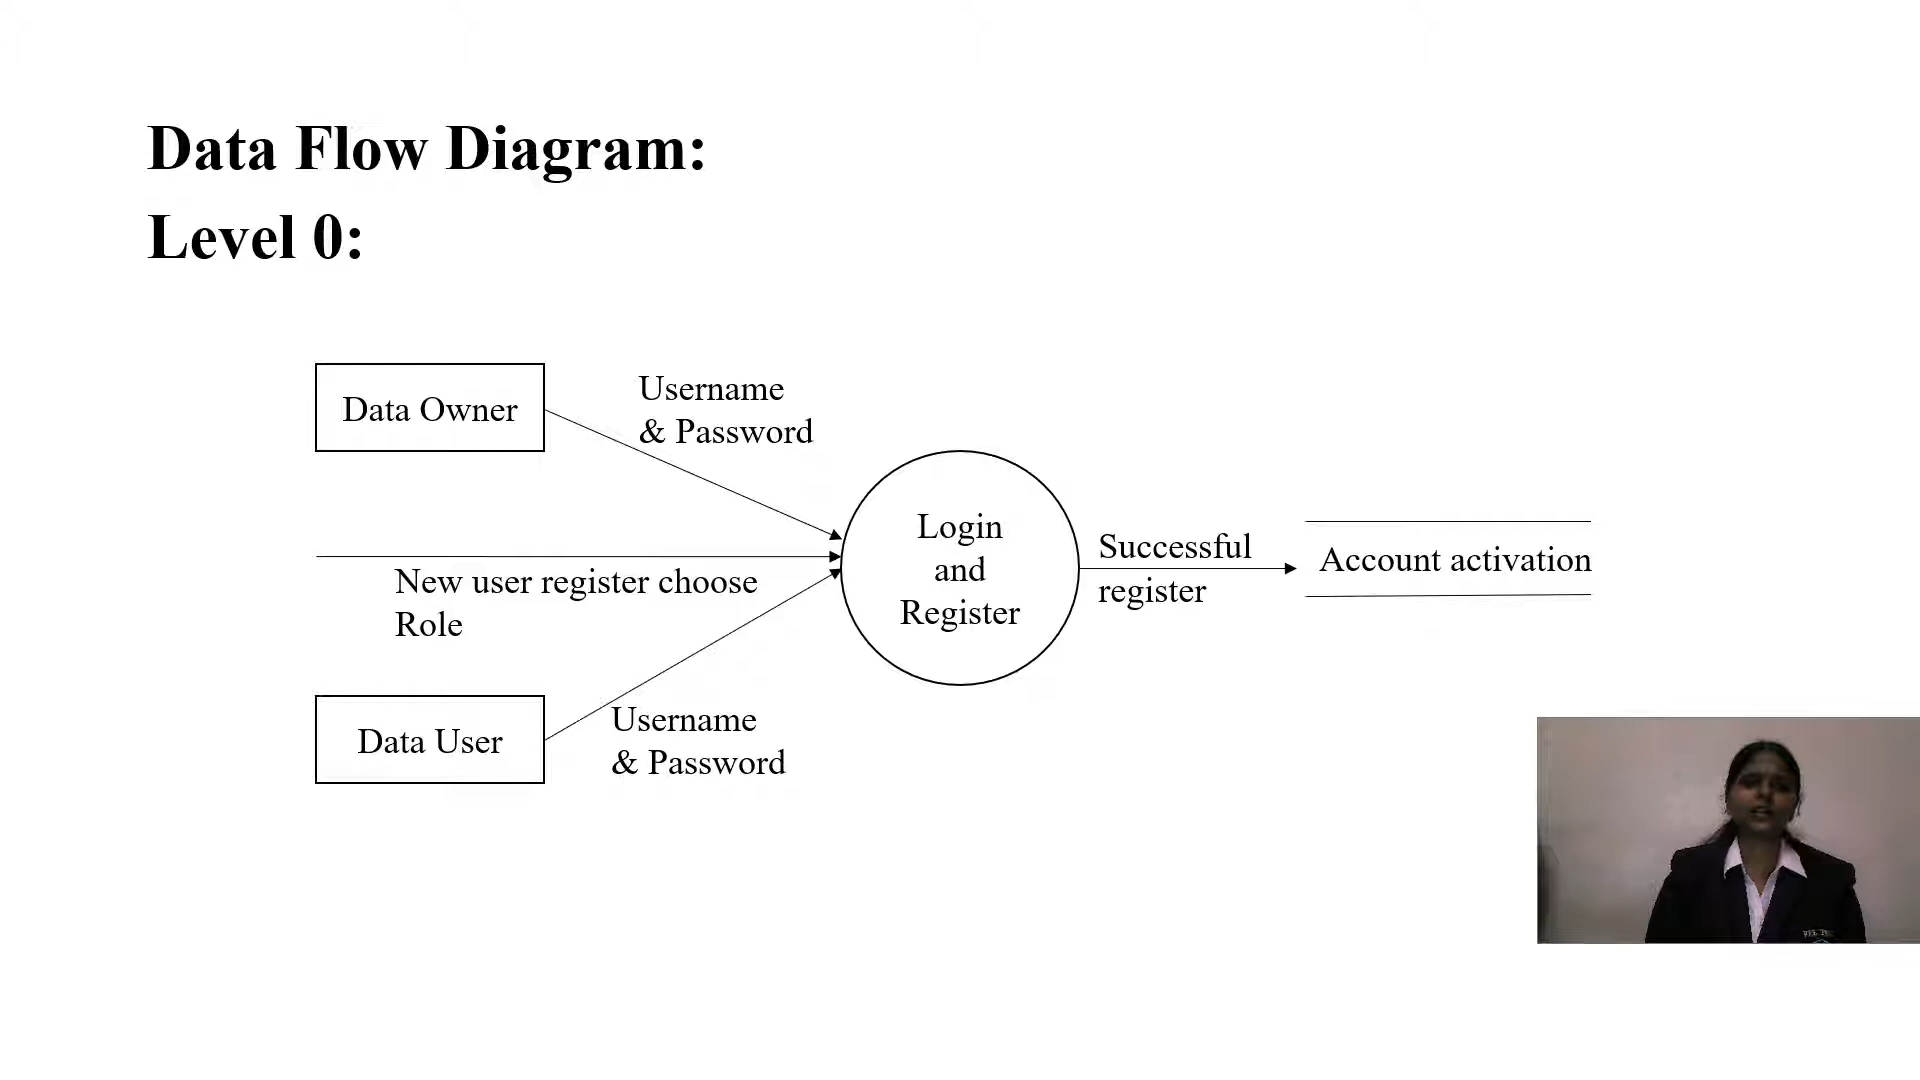 Data Flow Diagram:
Level 0:
Data Owner
Username
& Password
Login
and
Register
Successful
register
Account activation
New user register choose
Role
Data User
Username
& Password